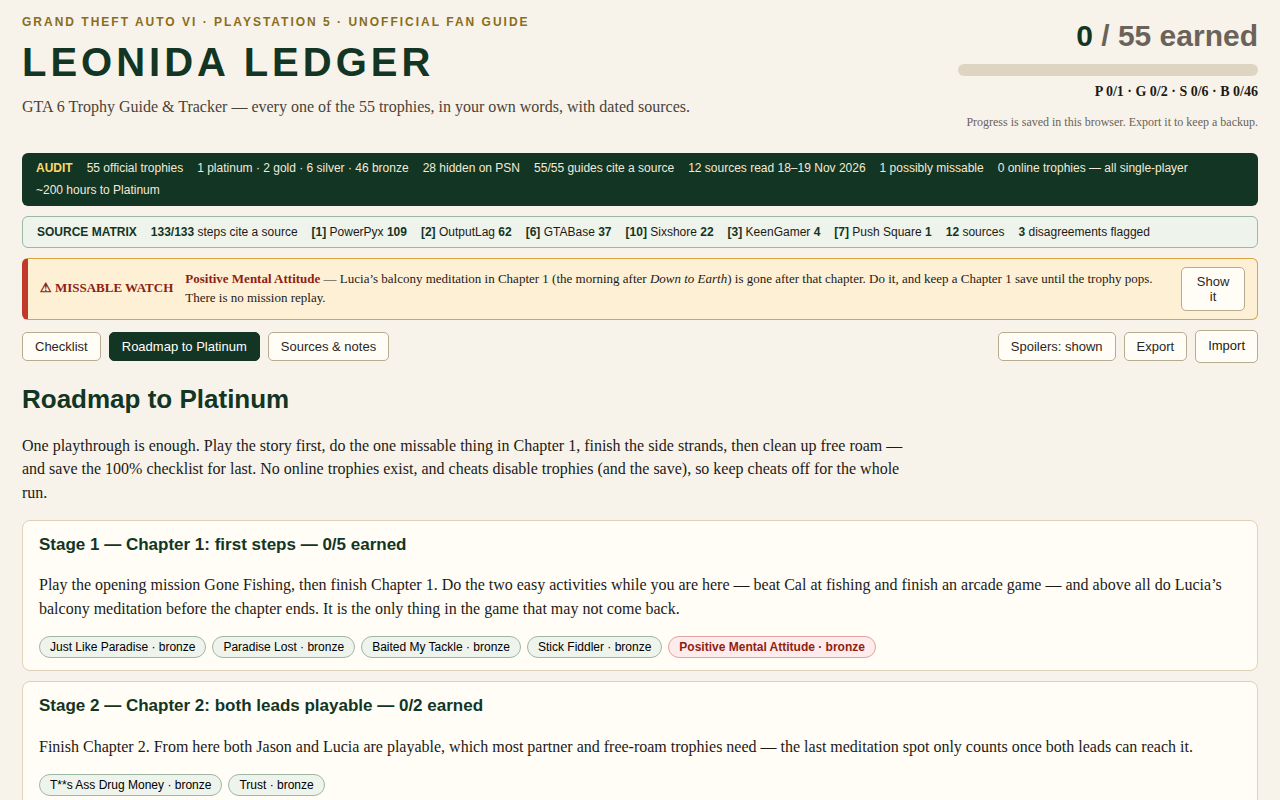 GRAND THEFT AUTO VI · PLAYSTATION 5 · UNOFFICIAL FAN GUIDE
LEONIDA LEDGER
GTA 6 Trophy Guide & Tracker — every one of the 55 trophies, in your own words, with dated sources.
0 / 55 earned
P 0/1 · G 0/2 · S 0/6 · B 0/46
Progress is saved in this browser. Export it to keep a backup.
AUDIT 55 official trophies 1 platinum · 2 gold · 6 silver · 46 bronze 28 hidden on PSN 55/55 guides cite a source 12 sources read 18–19 Nov 2026 1 possibly missable 0 online trophies — all single-player
~200 hours to Platinum
SOURCE MATRIX 133/133 steps cite a source [1] PowerPyx 109 [2] OutputLag 62 [6] GTABase 37 [10] Sixshore 22 [3] KeenGamer 4 [7] Push Square 1 12 sources 3 disagreements flagged
⚠ MISSABLE WATCH
Positive Mental Attitude — Lucia’s balcony meditation in Chapter 1 (the morning after Down to Earth) is gone after that chapter. Do it, and keep a Chapter 1 save until the trophy pops.
There is no mission replay.
Show
it
Checklist Roadmap to Platinum Sources & notes Spoilers: shown Export Import
Roadmap to Platinum
One playthrough is enough. Play the story first, do the one missable thing in Chapter 1, finish the side strands, then clean up free roam —
and save the 100% checklist for last. No online trophies exist, and cheats disable trophies (and the save), so keep cheats off for the whole
run.
Stage 1 — Chapter 1: first steps — 0/5 earned
Play the opening mission Gone Fishing, then finish Chapter 1. Do the two easy activities while you are here — beat Cal at fishing and finish an arcade game — and above all do Lucia’s
balcony meditation before the chapter ends. It is the only thing in the game that may not come back.
Just Like Paradise · bronze Paradise Lost · bronze Baited My Tackle · bronze Stick Fiddler · bronze Positive Mental Attitude · bronze
Stage 2 — Chapter 2: both leads playable — 0/2 earned
Finish Chapter 2. From here both Jason and Lucia are playable, which most partner and free-roam trophies need — the last meditation spot only counts once both leads can reach it.
T**s Ass Drug Money · bronze Trust · bronze